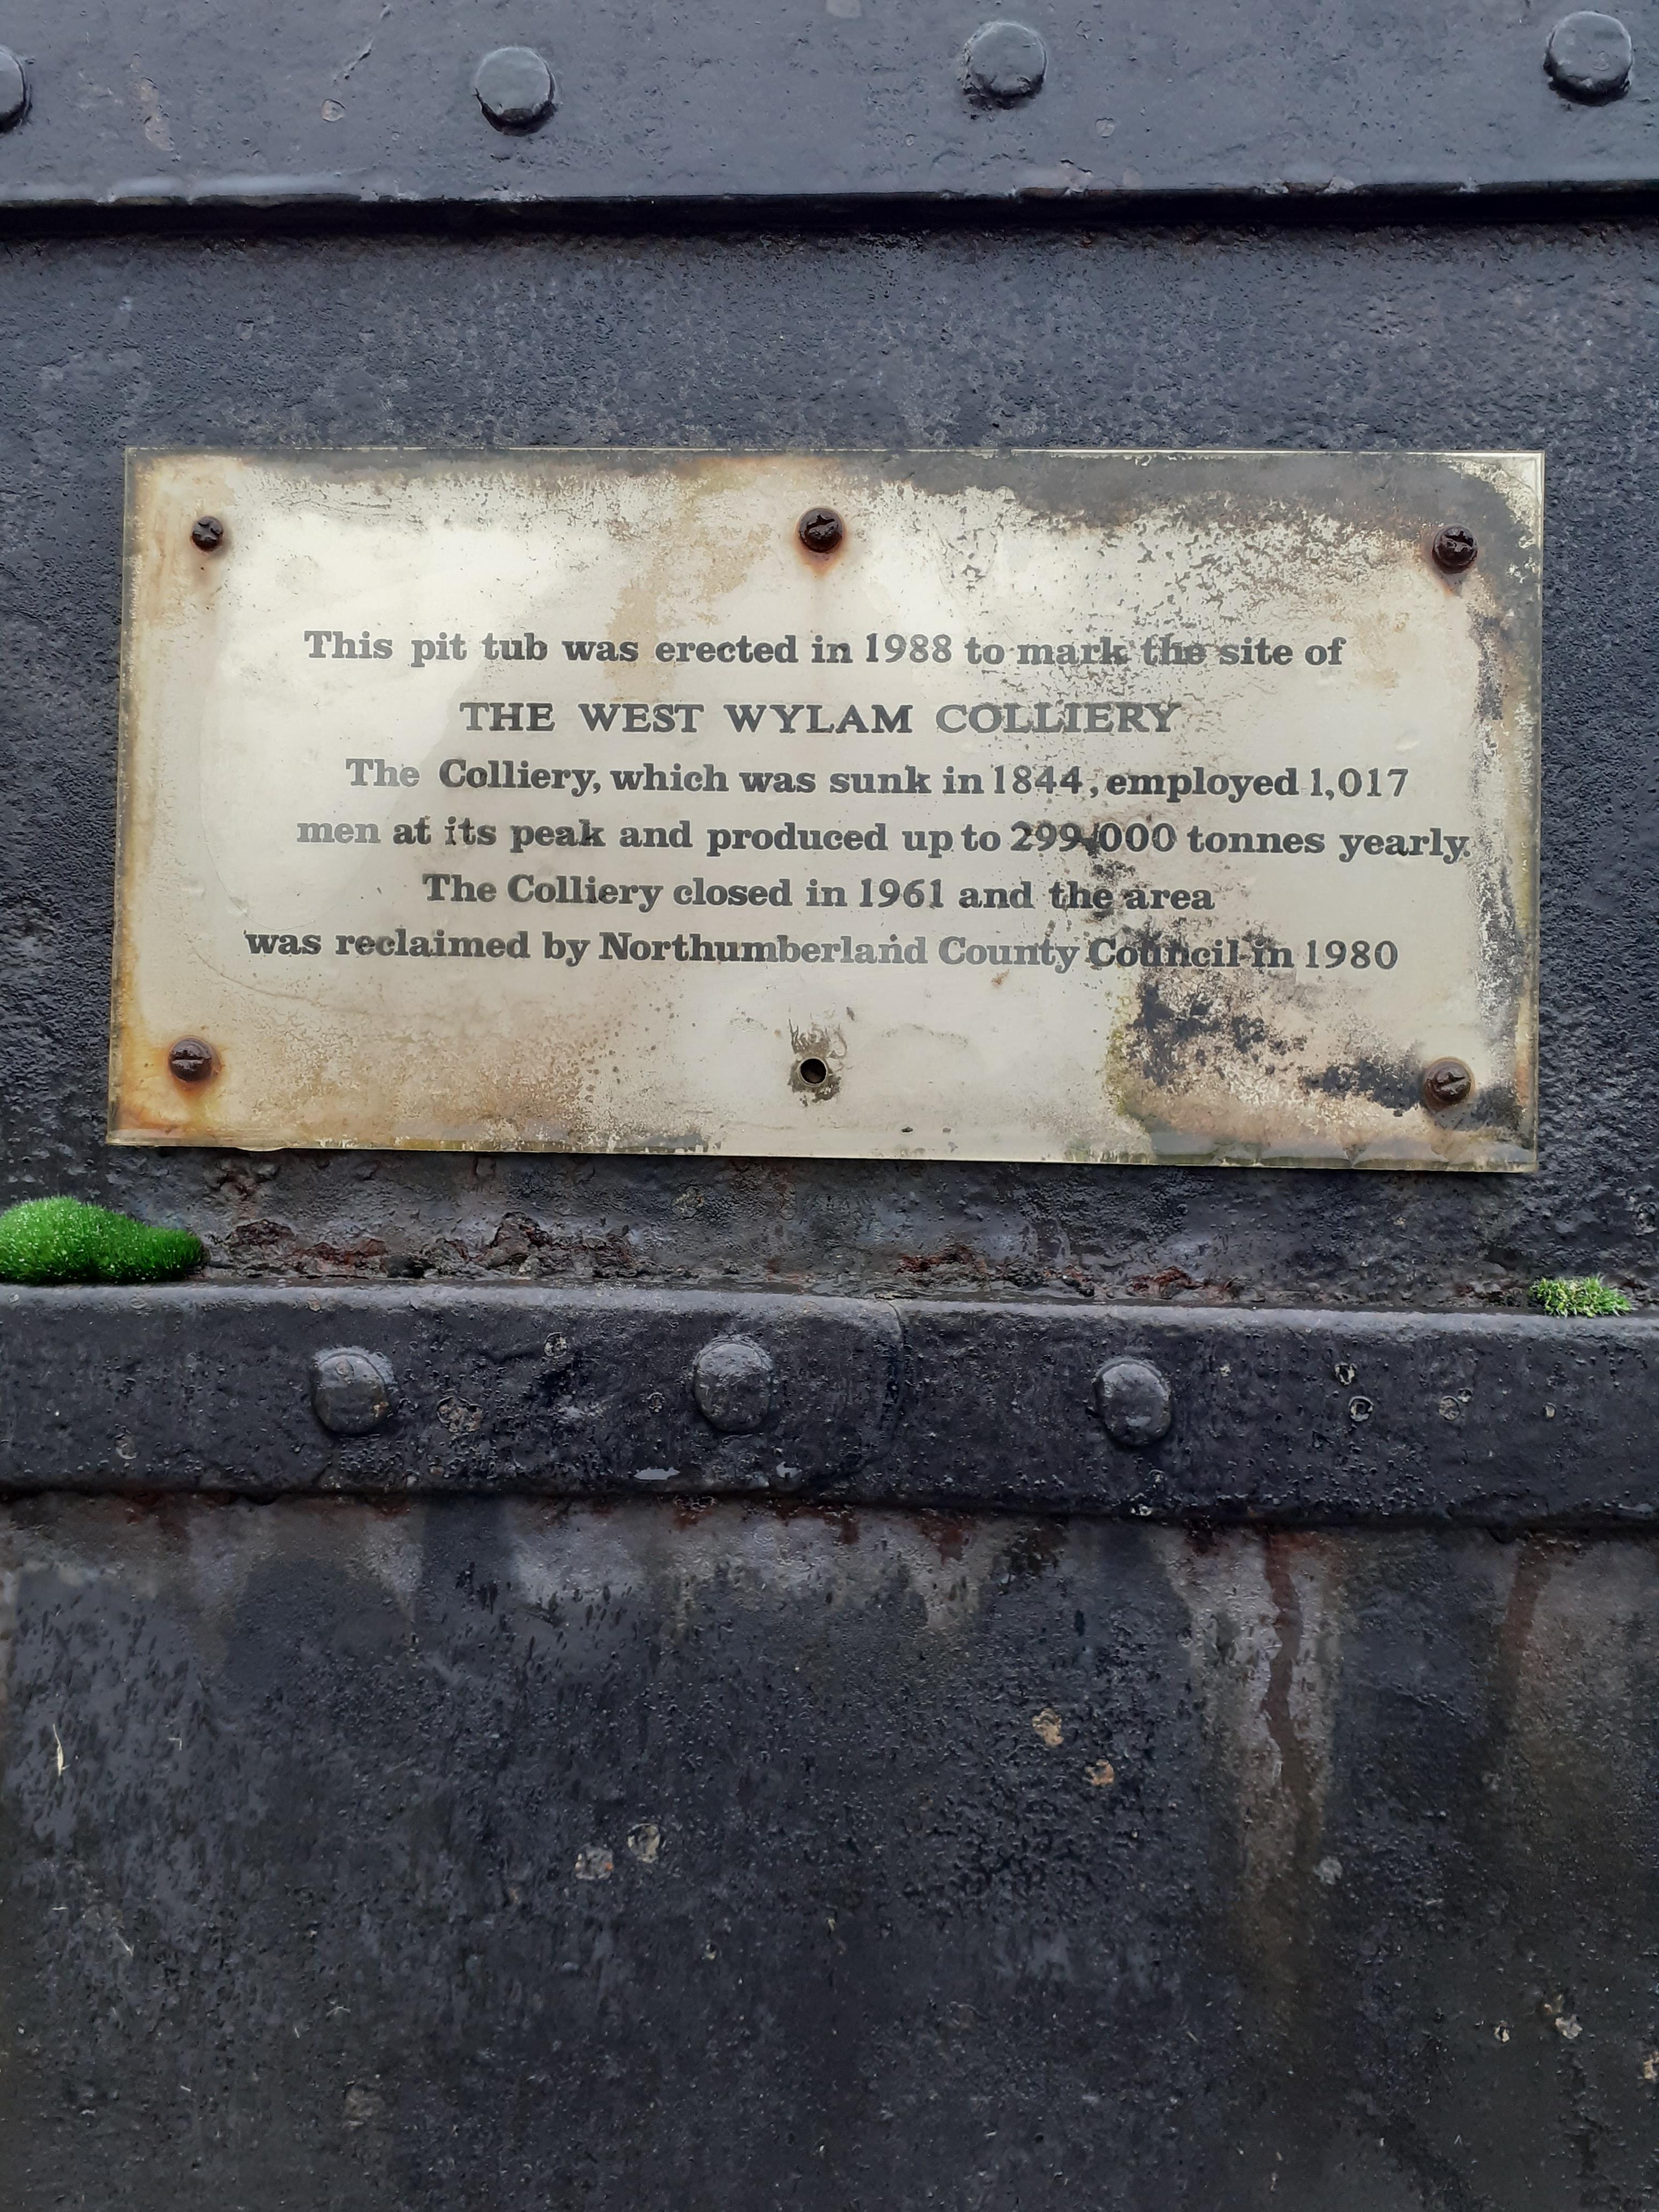 This pit tub was erected in 1988 to mark the site of
THE WEST WYLAM COLLIERY
The Colliery, which was sunk in 1844, employed 1,017
men at its peak and produced up to 299,000 tonnes yearly.
The Colliery closed in 1961 and the area
was reclaimed by Northumberland County Council in 1980